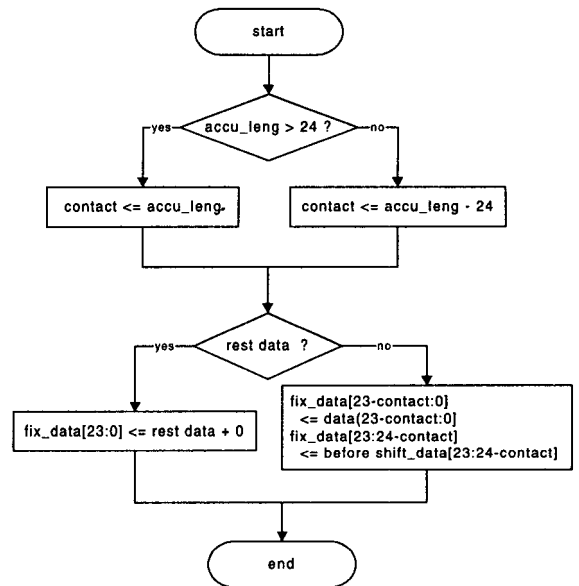 start
accu_leng > 24 ?
yes
no
contact <= accu_leng
contact <= accu_leng - 24
rest data ?
yes
no
fix_data[23:0] <= rest data + 0
fix_data[23-contact:0}
<= data(23-contact:0]
fix_data[23:24-contact]
<= before shift_data[23:24-contact]
end